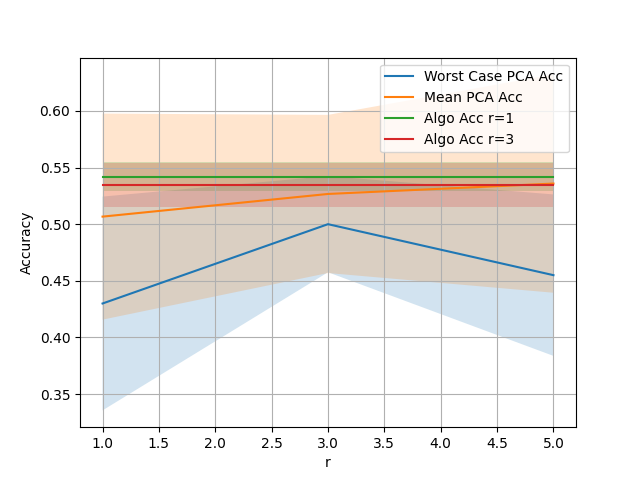 Worst Case PCA Acc
Mean PCA Acc
Algo Acc r=1
Algo Acc r=3
0.60
0.55
0.50
0.45
0.40
0.35
Accuracy
1.0 1.5 2.0 2.5 3.0 3.5 4.0 4.5 5.0
r